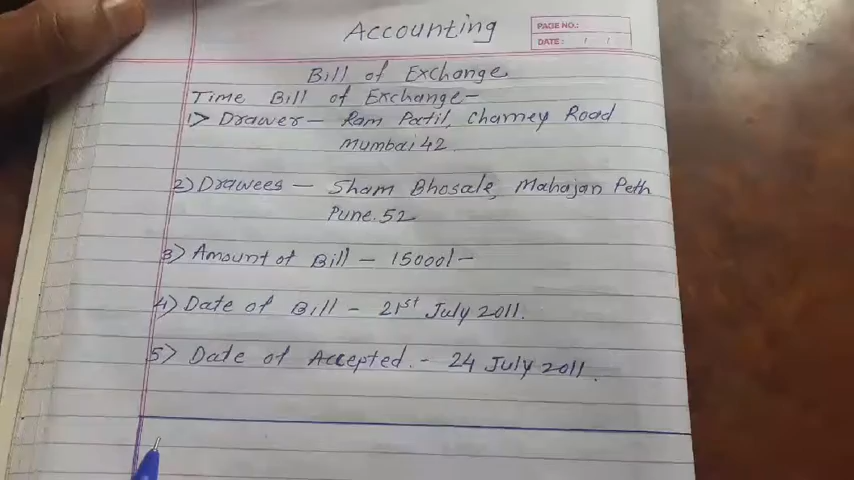 Accounting
PAGE NO.:
DATE: / /
Bill of Exchange
Time Bill of Exchange-
1> Drawer - Ram Patil, Charney Road
Mumbai 42
2) Drawees - Sham Bhosale, Mahajan Peth
Pune. 52
3) Amount of Bill - 15000/-
4) Date of Bill - 21st July 2011.
5) Date of Accepted. - 24 July 2011.